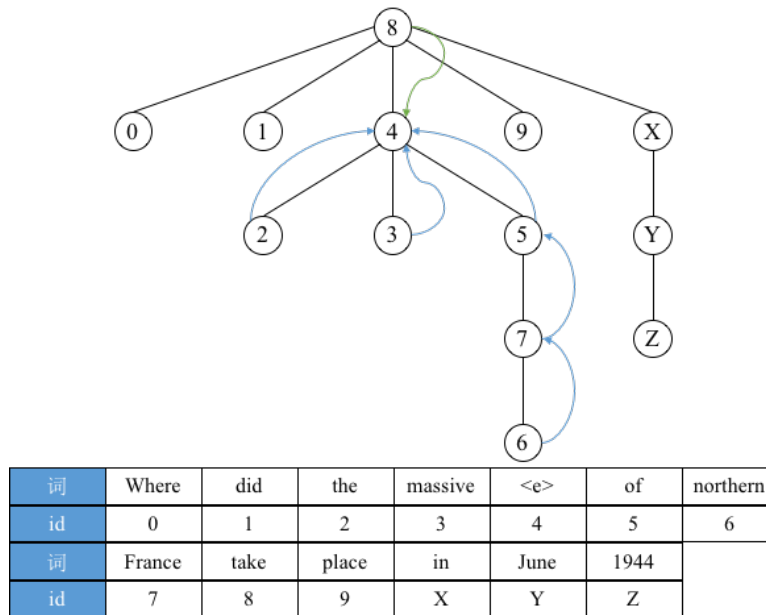 8
0 1 4 9 X
2 3 5 Y
7 Z
6
词 Where did the massive <e> of northern
id 0 1 2 3 4 5 6
词 France take place in June 1944
id 7 8 9 X Y Z